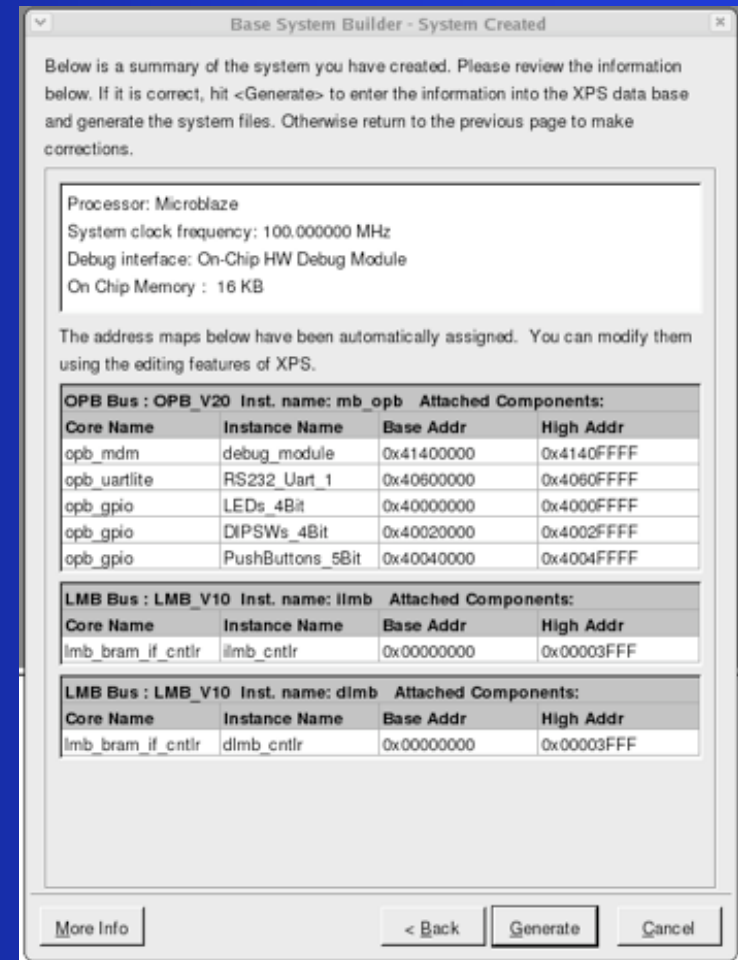 Base System Builder - System Created
Below is a summary of the system you have created. Please review the information
below. If it is correct, hit <Generate> to enter the information into the XPS data base
and generate the system files. Otherwise return to the previous page to make
corrections.
Processor: Microblaze
System clock frequency: 100.000000 MHz
Debug interface: On-Chip HW Debug Module
On Chip Memory : 16 KB
The address maps below have been automatically assigned. You can modify them
using the editing features of XPS.
OPB Bus : OPB_V20 Inst. name: mb_opb Attached Components:
Core Name Instance Name Base Addr High Addr
opb_mdm debug_module 0x41400000 0x4140FFFF
opb_uartlite RS232_Uart_1 0x40600000 0x4060FFFF
opb_gpio LEDs_4Bit 0x40000000 0x4000FFFF
opb_gpio DIPSWs_4Bit 0x40020000 0x4002FFFF
opb_gpio PushButtons_5Bit 0x40040000 0x4004FFFF
LMB Bus : LMB_V10 Inst. name: ilmb Attached Components:
Core Name Instance Name Base Addr High Addr
lmb_bram_if_cntlr ilmb_cntlr 0x00000000 0x00003FFF
LMB Bus : LMB_V10 Inst. name: dlmb Attached Components:
Core Name Instance Name Base Addr High Addr
lmb_bram_if_cntlr dlmb_cntlr 0x00000000 0x00003FFF
More Info < Back Generate Cancel